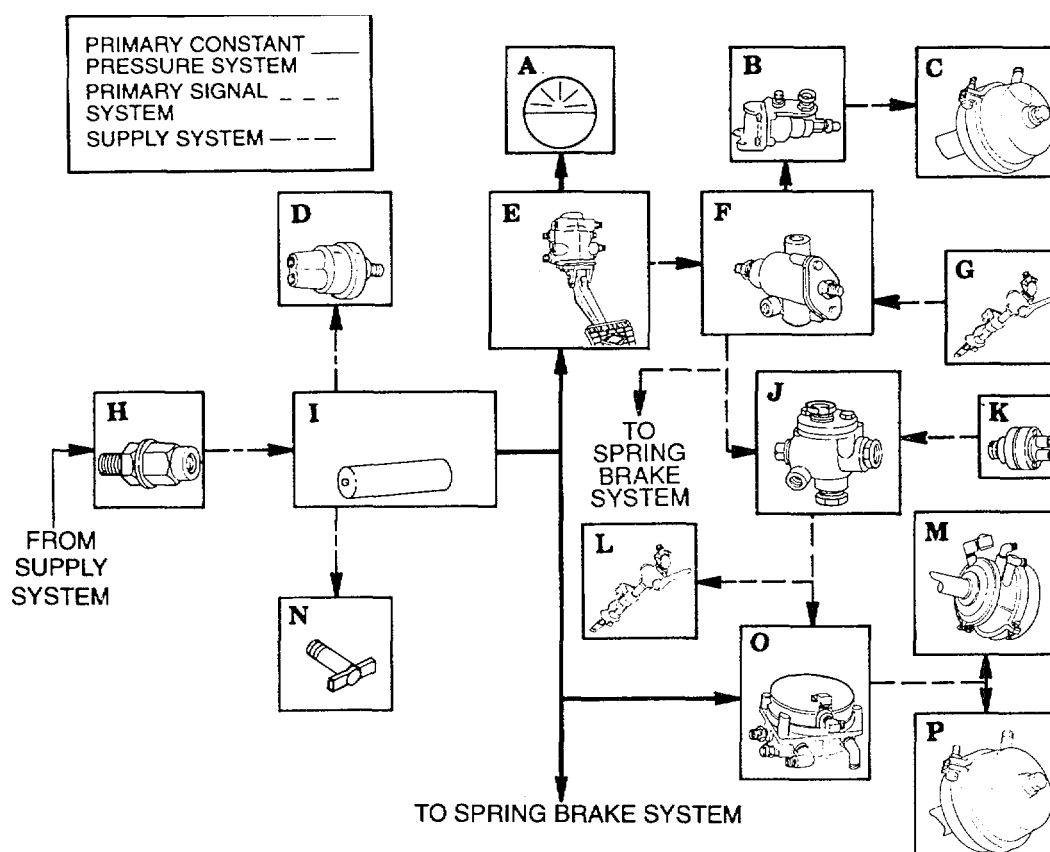 PRIMARY CONSTANT
PRESSURE SYSTEM
PRIMARY SIGNAL
SYSTEM
SUPPLY SYSTEM
A
B
C
D
E
F
G
H
I
J
K
TO
SPRING
BRAKE
SYSTEM
FROM
SUPPLY
SYSTEM
L
M
N
O
P
TO SPRING BRAKE SYSTEM